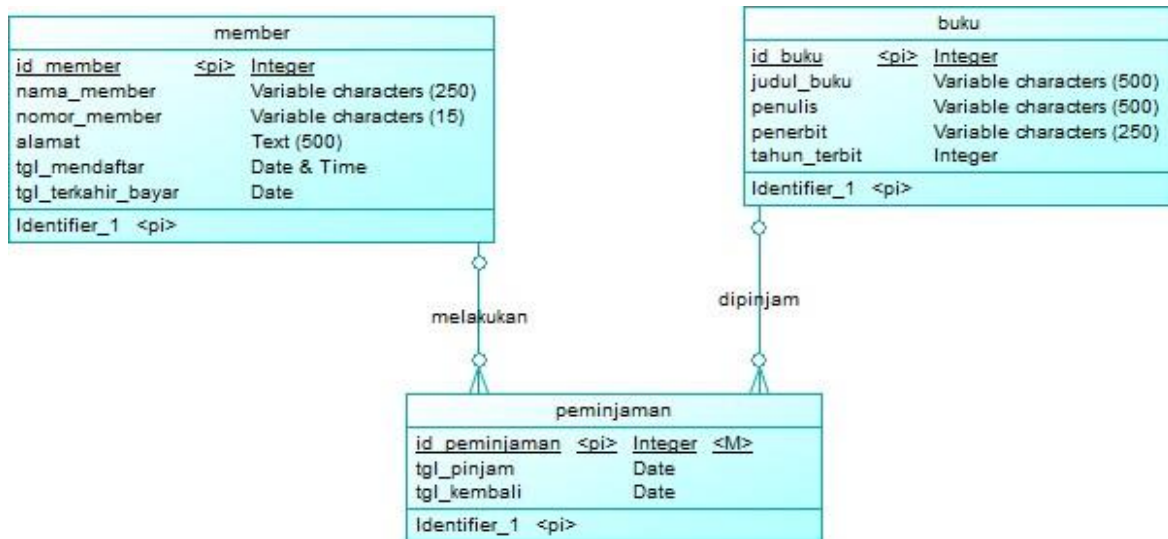 member
id_member <pi> Integer
nama_member Variable characters (250)
nomor_member Variable characters (15)
alamat Text (500)
tgl_mendaftar Date & Time
tgl_terkahir_bayar Date
Identifier_1 <pi>
buku
id_buku <pi> Integer
judul_buku Variable characters (500)
penulis Variable characters (500)
penerbit Variable characters (250)
tahun_terbit Integer
Identifier_1 <pi>
melakukan
dipinjam
peminjaman
id_peminjaman <pi> Integer <M>
tgl_pinjam Date
tgl_kembali Date
Identifier_1 <pi>